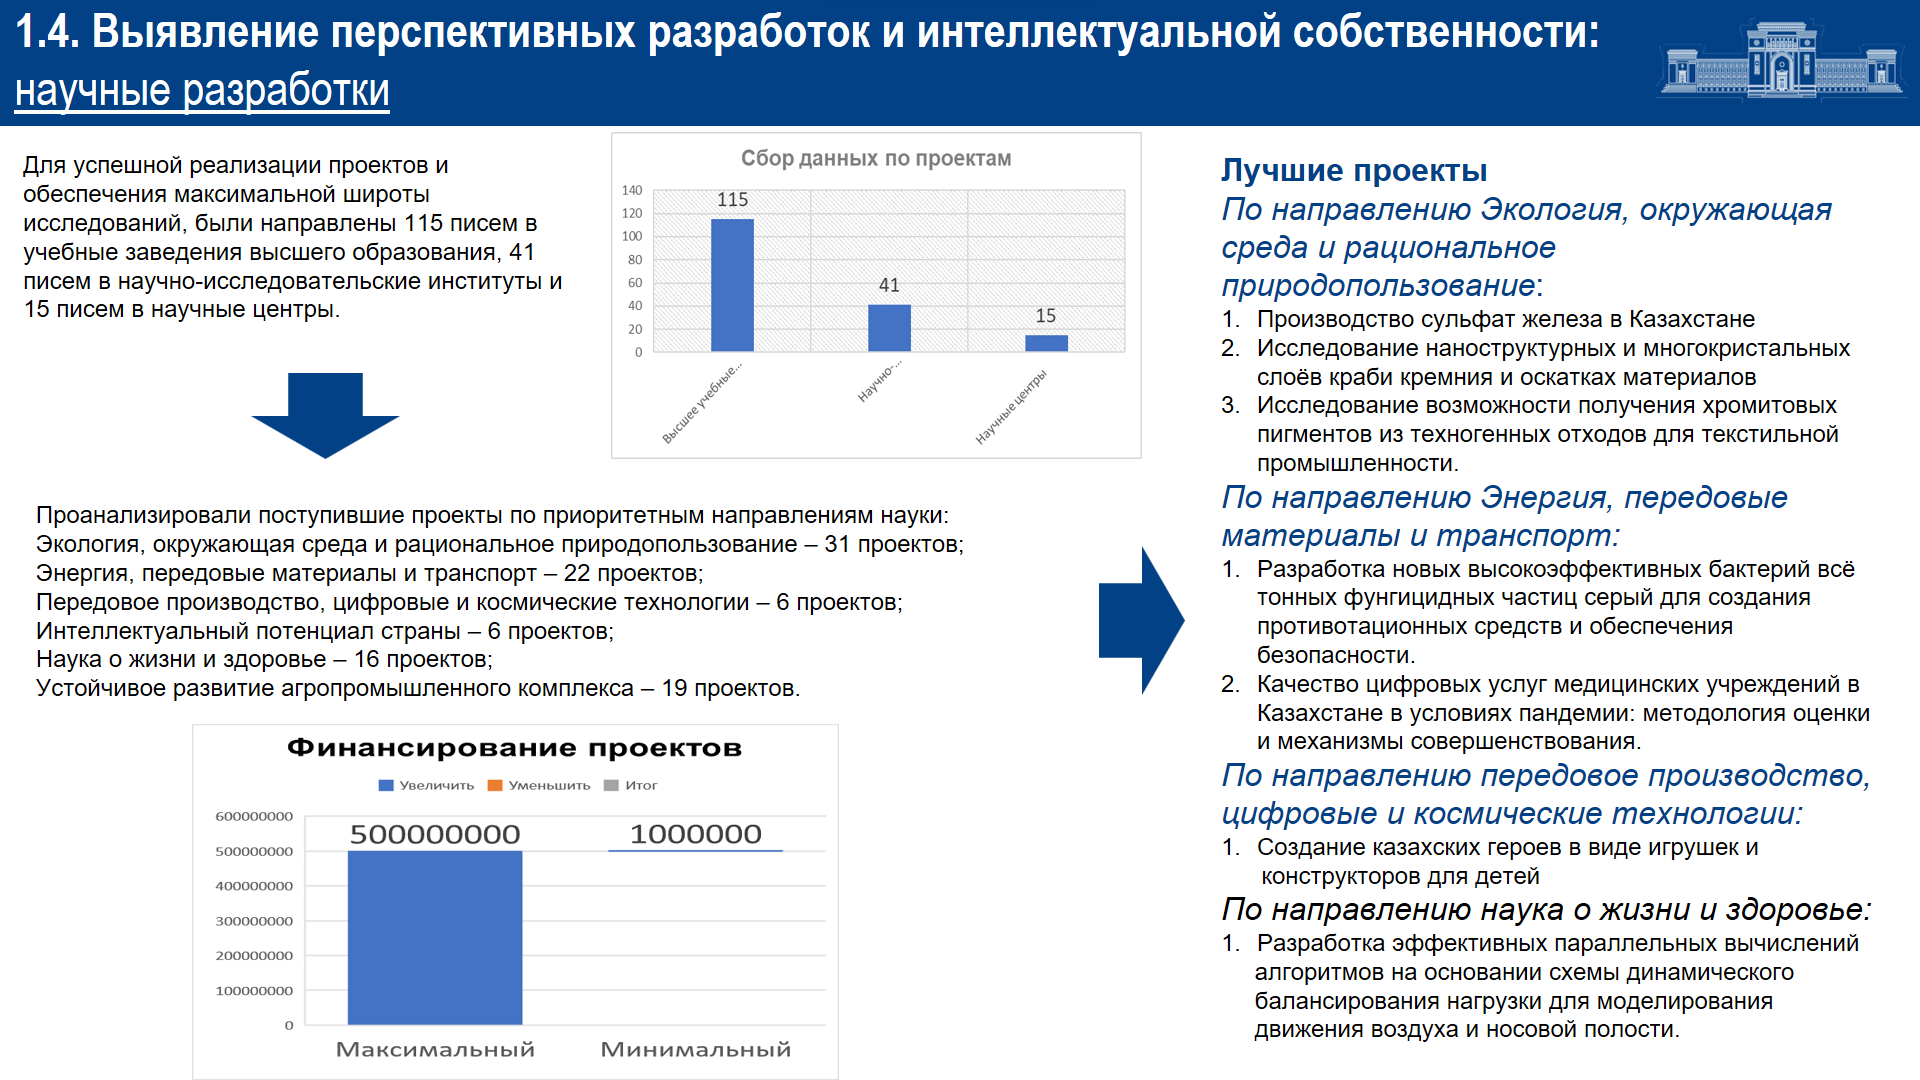 1.4. Выявление перспективных разработок и интеллектуальной собственности:
научные разработки
Для успешной реализации проектов и
обеспечения максимальной широты
исследований, были направлены 115 писем в
учебные заведения высшего образования, 41
писем в научно-исследовательские институты и
15 писем в научные центры.
Сбор данных по проектам
140
120
100
80
60
40
20
0
115
41
15
Высшее учебные...
Научно-...
Научные центры
Проанализировали поступившие проекты по приоритетным направлениям науки:
Экология, окружающая среда и рациональное природопользование – 31 проектов;
Энергия, передовые материалы и транспорт – 22 проектов;
Передовое производство, цифровые и космические технологии – 6 проектов;
Интеллектуальный потенциал страны – 6 проектов;
Наука о жизни и здоровье – 16 проектов;
Устойчивое развитие агропромышленного комплекса – 19 проектов.
Финансирование проектов
Увеличить Уменьшить Итог
600000000
500000000
400000000
300000000
200000000
100000000
0
500000000
1000000
Максимальный
Минимальный
Лучшие проекты
По направлению Экология, окружающая
среда и рациональное
природопользование:
1. Производство сульфат железа в Казахстане
2. Исследование наноструктурных и многокристальных
слоёв краби кремния и оскатках материалов
3. Исследование возможности получения хромитовых
пигментов из техногенных отходов для текстильной
промышленности.
По направлению Энергия, передовые
материалы и транспорт:
1. Разработка новых высокоэффективных бактерий всё
тонных фунгицидных частиц серый для создания
противотационных средств и обеспечения
безопасности.
2. Качество цифровых услуг медицинских учреждений в
Казахстане в условиях пандемии: методология оценки
и механизмы совершенствования.
По направлению передовое производство,
цифровые и космические технологии:
1. Создание казахских героев в виде игрушек и
конструкторов для детей
По направлению наука о жизни и здоровье:
1. Разработка эффективных параллельных вычислений
алгоритмов на основании схемы динамического
балансирования нагрузки для моделирования
движения воздуха и носовой полости.